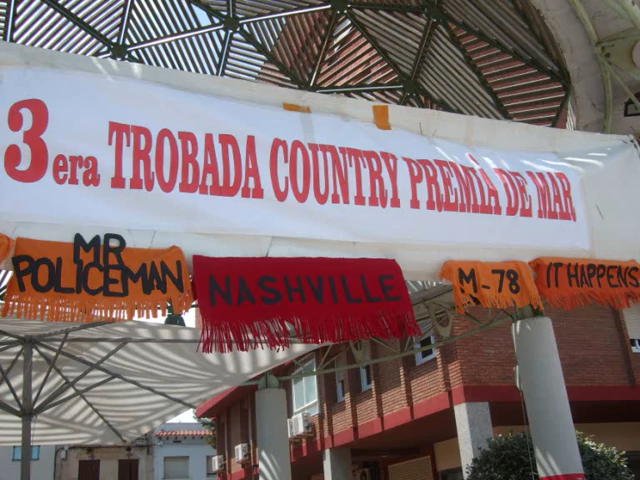 3era TROBADA COUNTRY PREMIÀ DE MAR
MR
POLICEMAN
NASHVILLE
M-78
IT HAPPENS